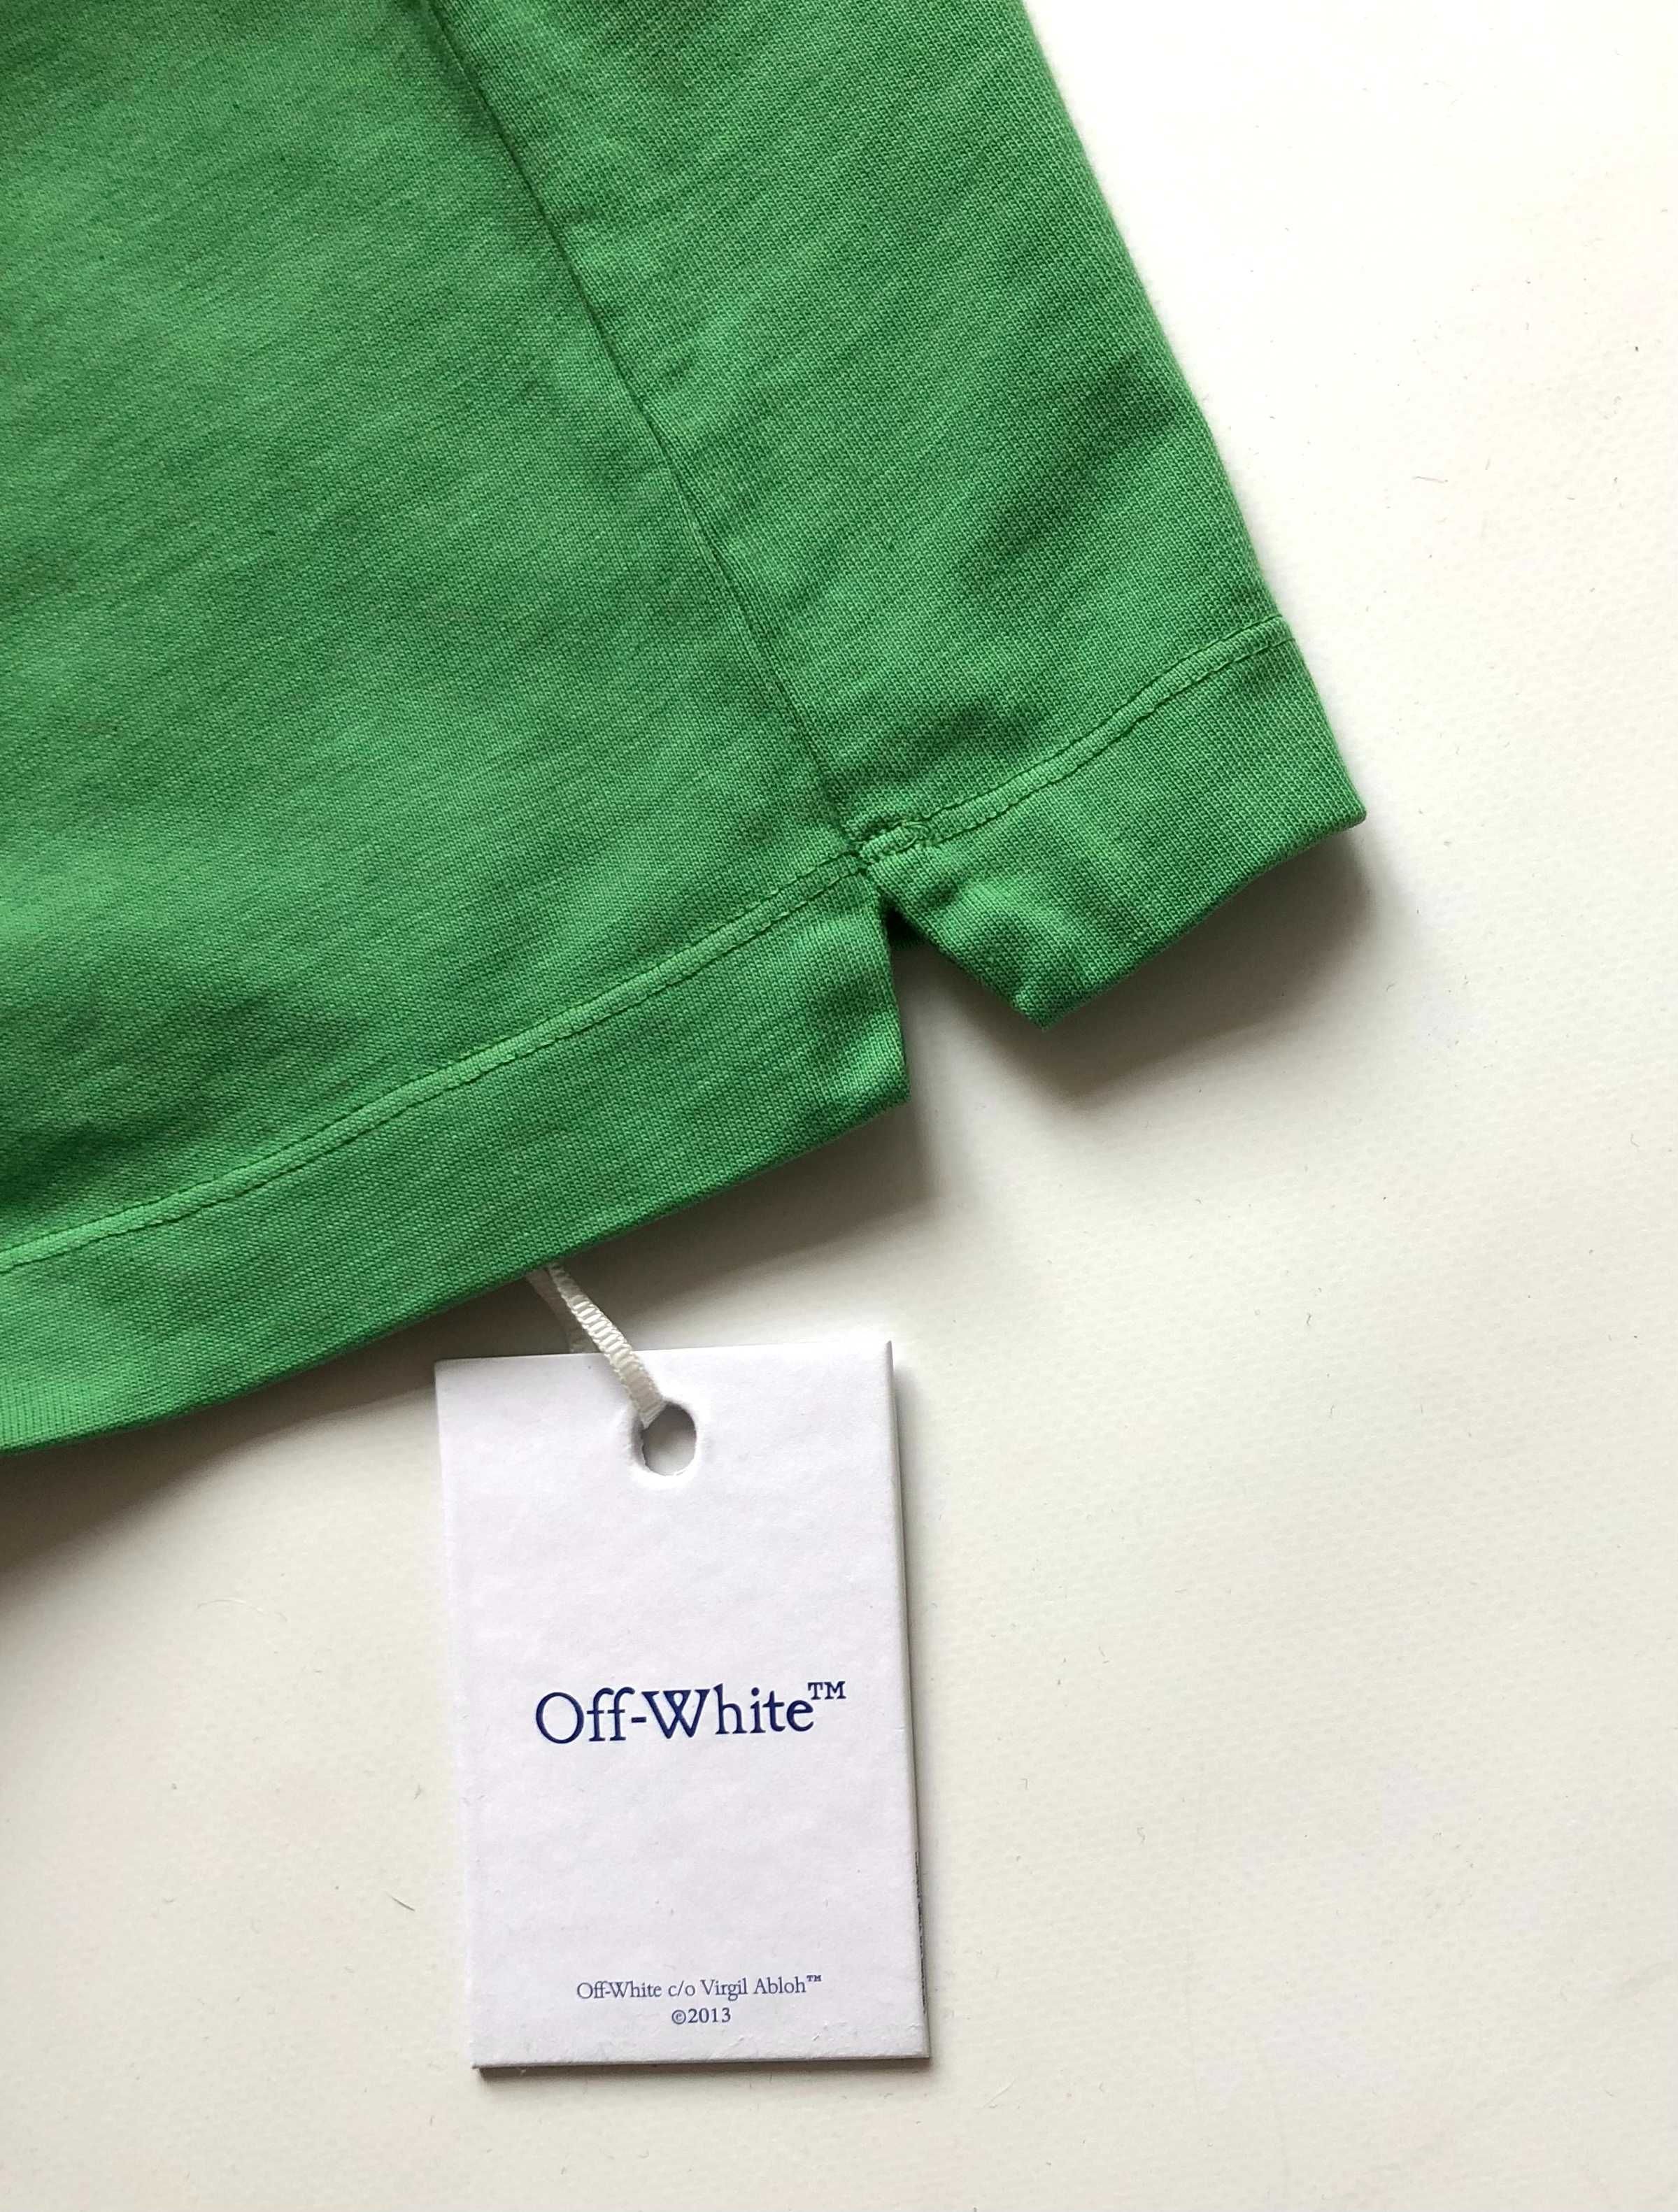 Off-White™
Off-White c/o Virgil Abloh™
©2013